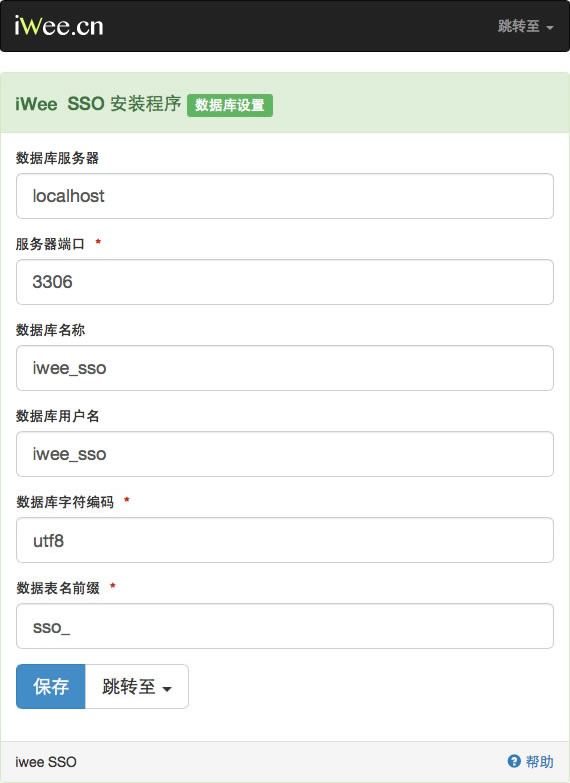 iWee.cn 跳转至
iWee SSO 安装程序 数据库设置
数据库服务器
localhost
服务器端口 *
3306
数据库名称
iwee_sso
数据库用户名
iwee_sso
数据库字符编码 *
utf8
数据表名前缀 *
sso_
保存 跳转至
iwee SSO ? 帮助